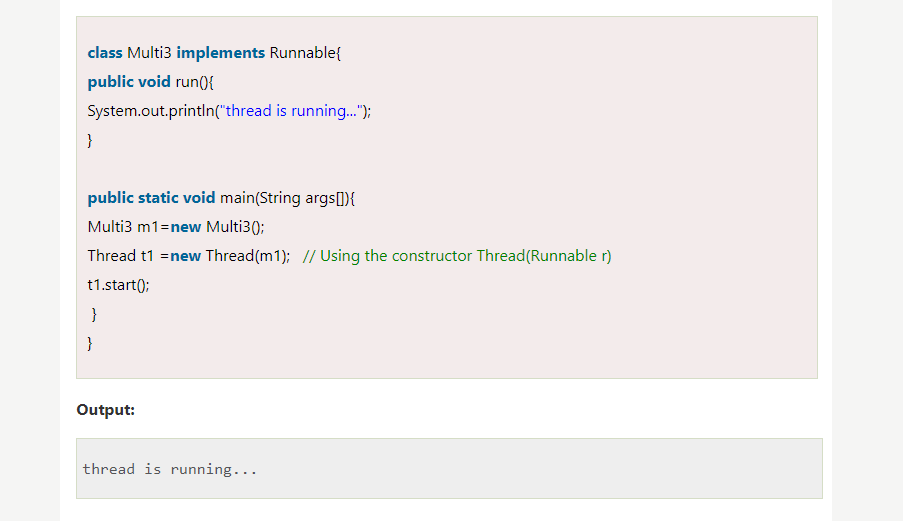 class Multi3 implements Runnable{
public void run(){
System.out.println("thread is running...");
}
public static void main(String args[]){
Multi3 m1=new Multi3();
Thread t1 =new Thread(m1);   // Using the constructor Thread(Runnable r)
t1.start();
 }
}
Output:
thread is running...